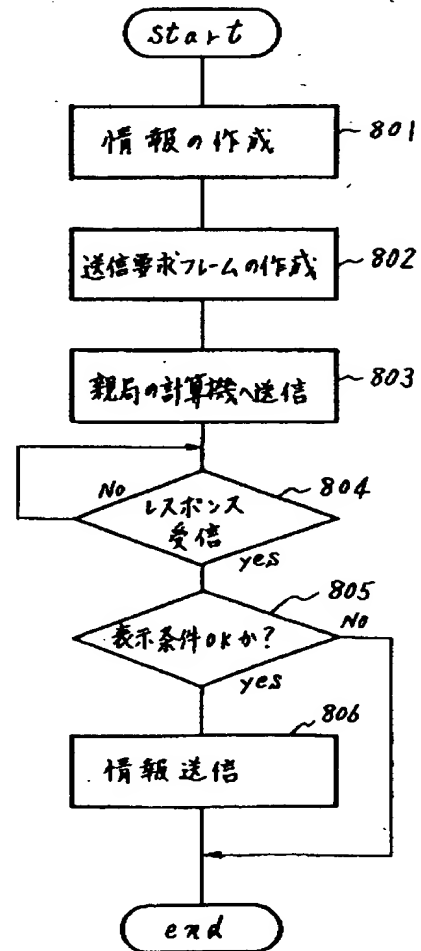 start
情報の作成
801
送信要求フレームの作成
802
親局の計算機へ送信
803
804
No
レスポンス
受信
yes
805
表示条件OKか?
No
yes
806
情報送信
end